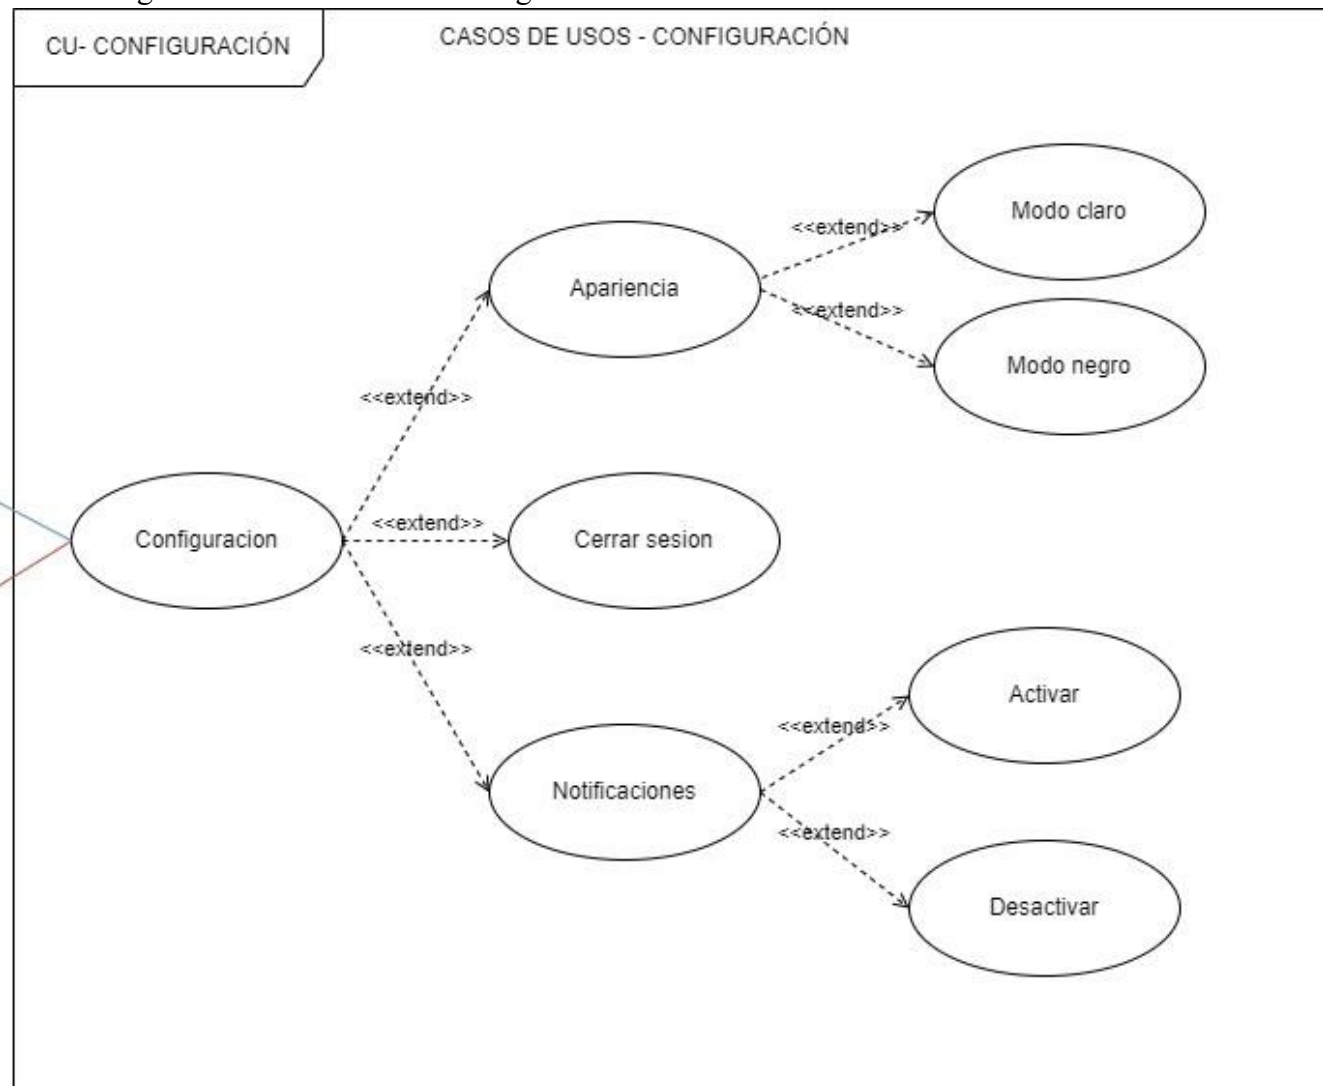 CU- CONFIGURACIÓN
CASOS DE USOS - CONFIGURACIÓN
Modo claro
<<extend>>
Apariencia
<<extend>>
Modo negro
<<extend>>
<<extend>>
Configuracion
Cerrar sesion
<<extend>>
Activar
<<extend>>
Notificaciones
<<extend>>
Desactivar